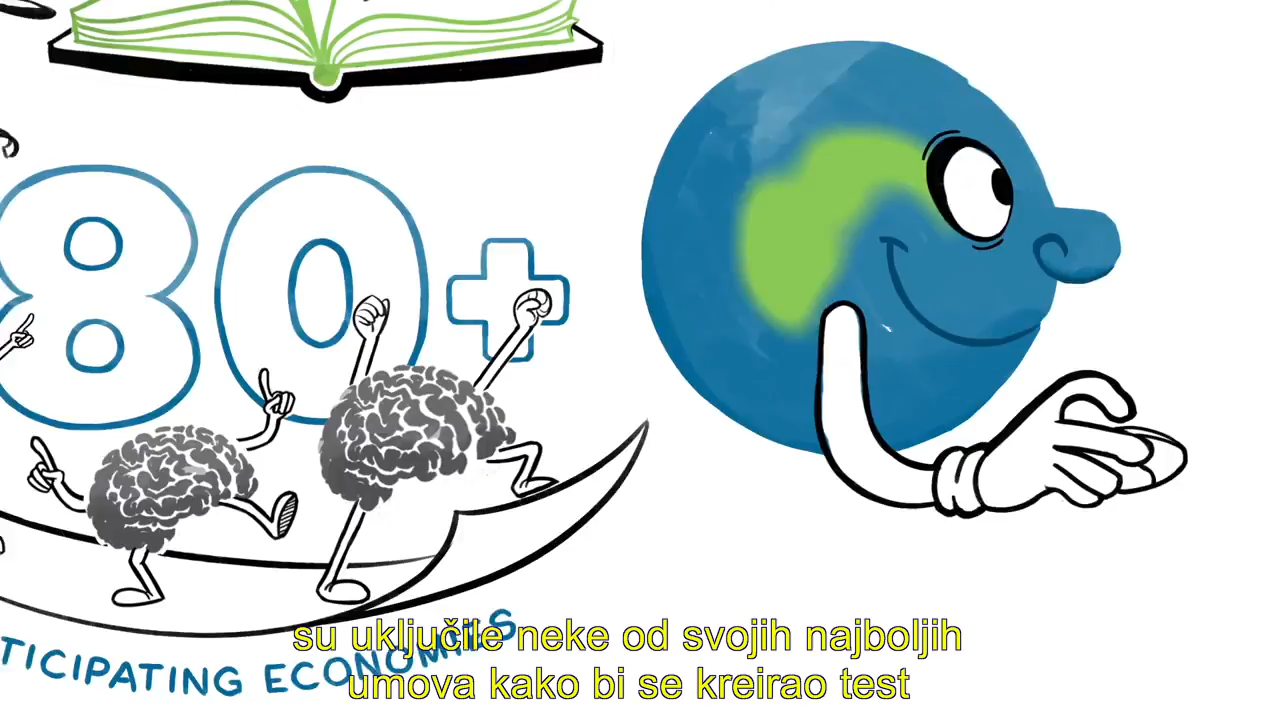 80+
TICIPATING ECONOMIES
su uključile neke od svojih najboljih
umova kako bi se kreirao test